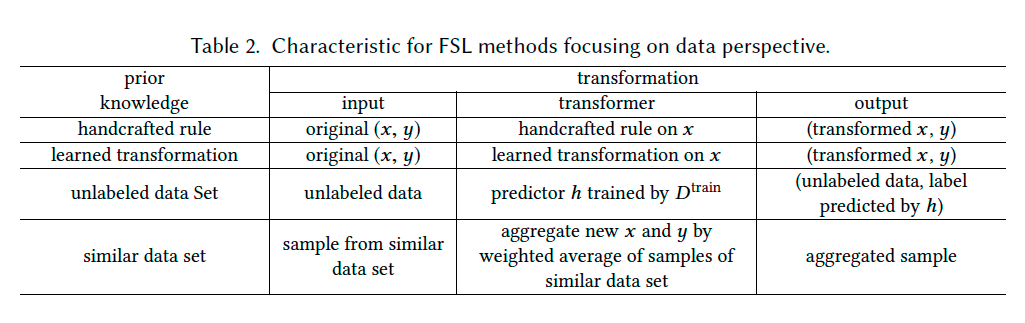 Table 2. Characteristic for FSL methods focusing on data perspective.
prior knowledge
transformation
input
transformer
output
handcrafted rule
original (x, y)
handcrafted rule on x
(transformed x, y)
learned transformation
original (x, y)
learned transformation on x
(transformed x, y)
unlabeled data Set
unlabeled data
predictor h trained by D^train
(unlabeled data, label
predicted by h)
similar data set
sample from similar
data set
aggregate new x and y by
weighted average of samples of
similar data set
aggregated sample